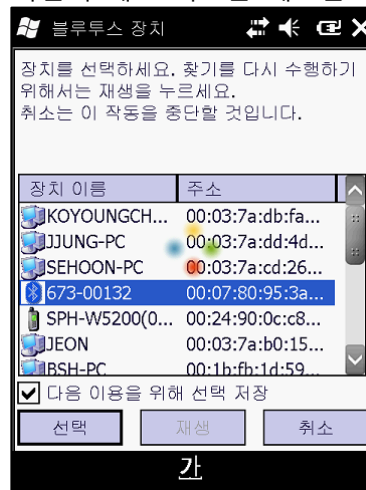 블루투스 장치
장치를 선택하세요. 찾기를 다시 수행하기
위해서는 재생을 누르세요.
취소는 이 작동을 중단할 것입니다.
장치 이름 주소
KOYOUNGCH... 00:03:7a:db:fa...
JJUNG-PC 00:03:7a:dd:4d...
SEHOON-PC 00:03:7a:cd:26...
673-00132 00:07:80:95:3a...
SPH-W5200(0... 00:24:90:0c:c8...
JEON 00:03:7a:b0:15...
BSH-PC 00:1b:fb:1d:59...
다음 이용을 위해 선택 저장
선택 재생 취소
가